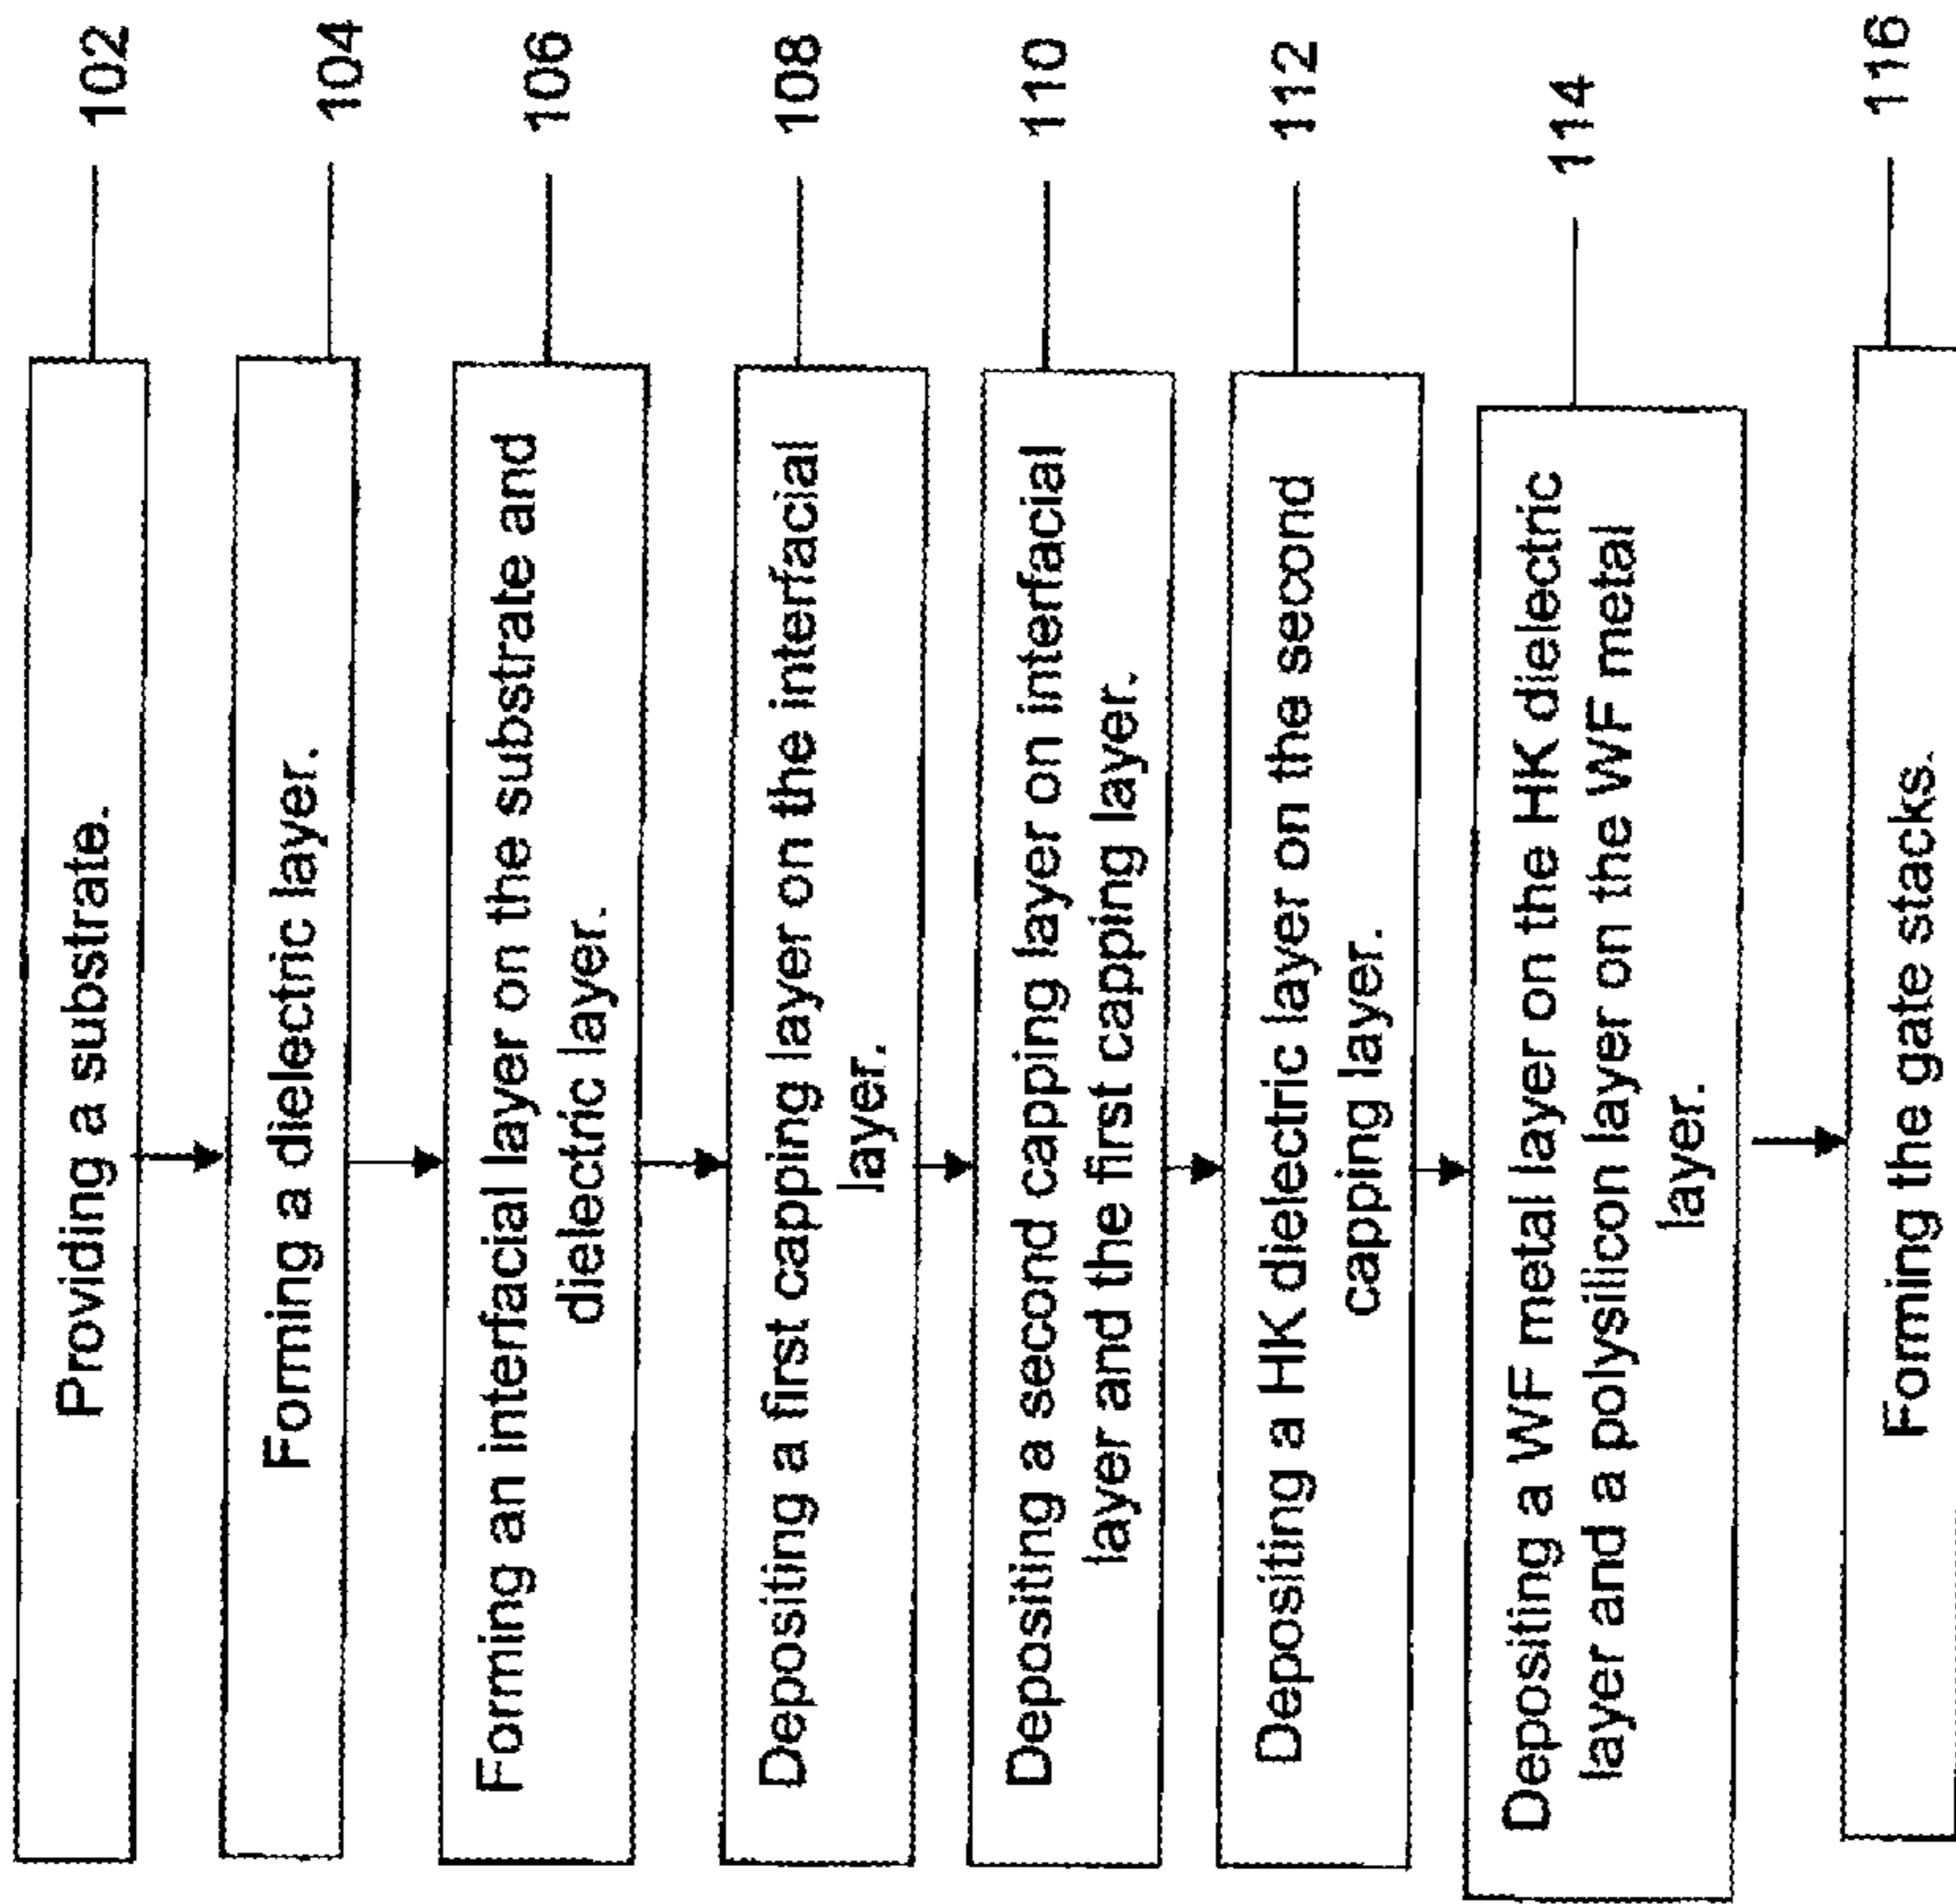 Providing a substrate.
102
Forming a dielectric layer.
104
Forming an interfacial layer on the substrate and
dielectric layer.
106
Depositing a first capping layer on the interfacial
layer.
108
Depositing a second capping layer on interfacial
layer and the first capping layer.
110
Depositing a HK dielectric layer on the second
capping layer.
112
Depositing a WF metal layer on the HK dielectric
layer and a polysilicon layer on the WF metal
layer.
114
Forming the gate stacks.
116